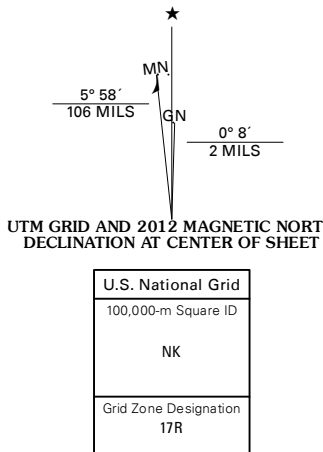 ★
MN
GN
5° 58´
106 MILS
0° 8´
2 MILS
UTM GRID AND 2012 MAGNETIC NORT
DECLINATION AT CENTER OF SHEET
U.S. National Grid
100,000-m Square ID
NK
Grid Zone Designation
17R